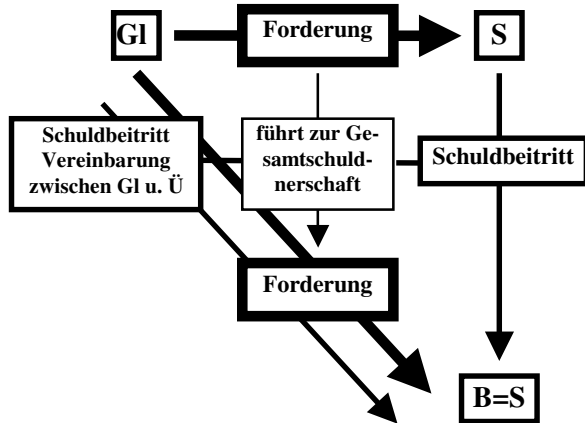 Gl
Forderung
S
Schuldbeitritt
Vereinbarung
zwischen Gl u. Ü
führt zur Ge-
samtschuld-
nerschaft
Schuldbeitritt
Forderung
B=S